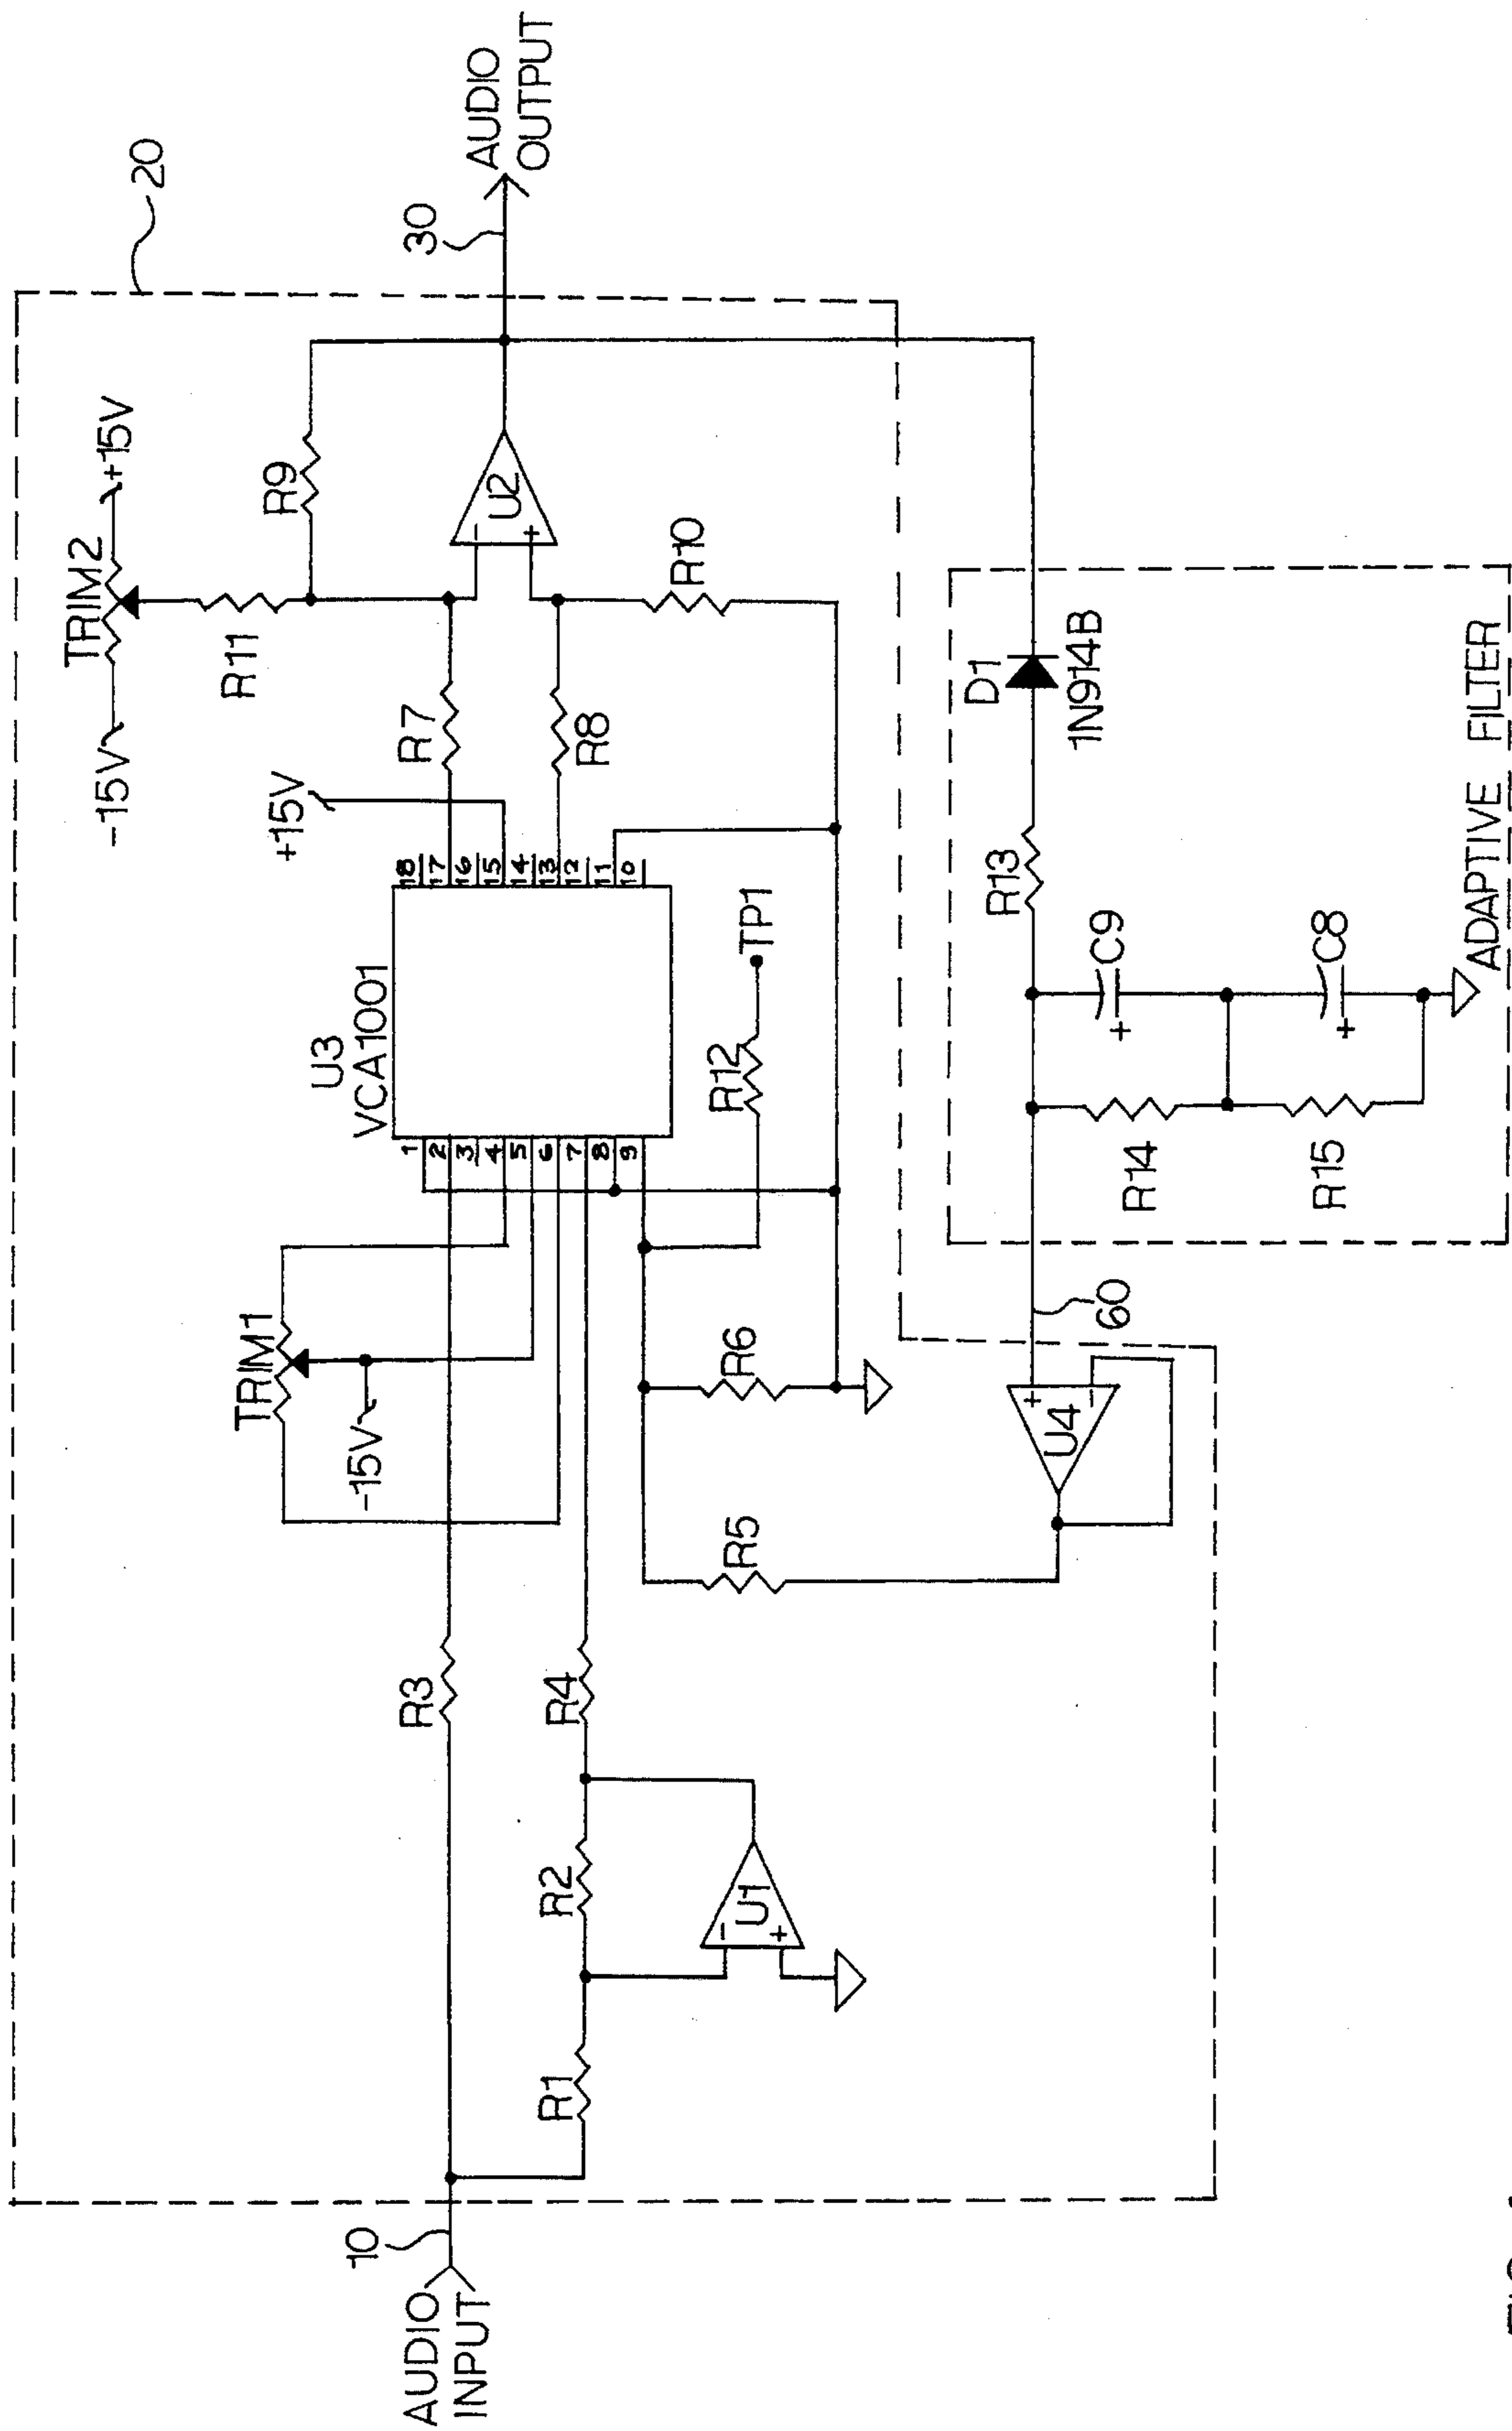 20
AUDIO
OUTPUT
30
TRIM2
-15V
+15V
R11
R9
U2
R7
R8
R10
+15V
U3
VCA1001
18
17
16
15
14
13
12
11
10
1
2
3
4
5
6
7
8
9
R12
TP1
TRIM1
-15V
R6
R5
R3
R4
R2
R1
U1
-
+
-
+
10
AUDIO
INPUT
U4
+
-
60
D1
1N914B
R13
C9
+
C8
+
R14
R15
ADAPTIVE FILTER